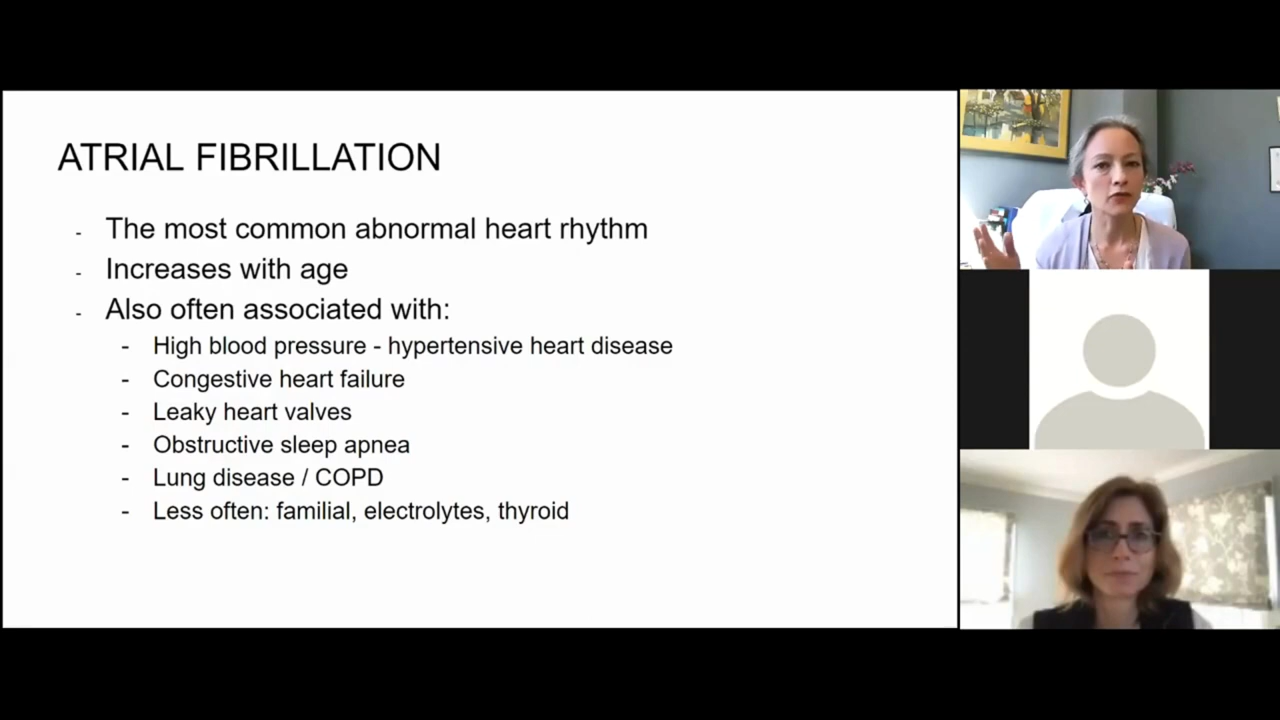 ATRIAL FIBRILLATION
- The most common abnormal heart rhythm
- Increases with age
- Also often associated with:
- High blood pressure - hypertensive heart disease
- Congestive heart failure
- Leaky heart valves
- Obstructive sleep apnea
- Lung disease / COPD
- Less often: familial, electrolytes, thyroid